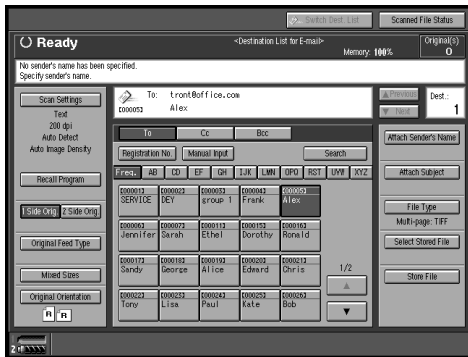 Switch Dest. List
Scanned File Status
Ready
<Destination List for E-mail>
Memory: 100%
Original(s)
0
No sender's name has been specified.
Specify sender's name.
Scan Settings
Text
200 dpi
Auto Detect
Auto Image Density
Recall Program
1 Side Orig.
2 Side Orig.
Original Feed Type
Mixed Sizes
Original Orientation
R R
To: tront@office.com
[00005] Alex
▲ Previous
▼ Next
Dest.:
1
To
Cc
Bcc
Registration No.
Manual Input
Search
Freq. AB CD EF GH IJK LMN OPQ RST UVW XYZ
[00001] [00002] [00003] [00004] [00005]
SERVICE DEY group 1 Frank Alex
[00006] [00007] [00011] [00015] [00016]
Jennifer Sarah Ethel Dorothy Ronald
[00017] [00018] [00019] [00020] [00021]
Sandy George Alice Edward Chris
[00022] [00023] [00024] [00025] [00026]
Tony Lisa Paul Kate Bob
1/2
▲
▼
Attach Sender's Name
Attach Subject
File Type
Multi-page: TIFF
Select Stored File
Store File